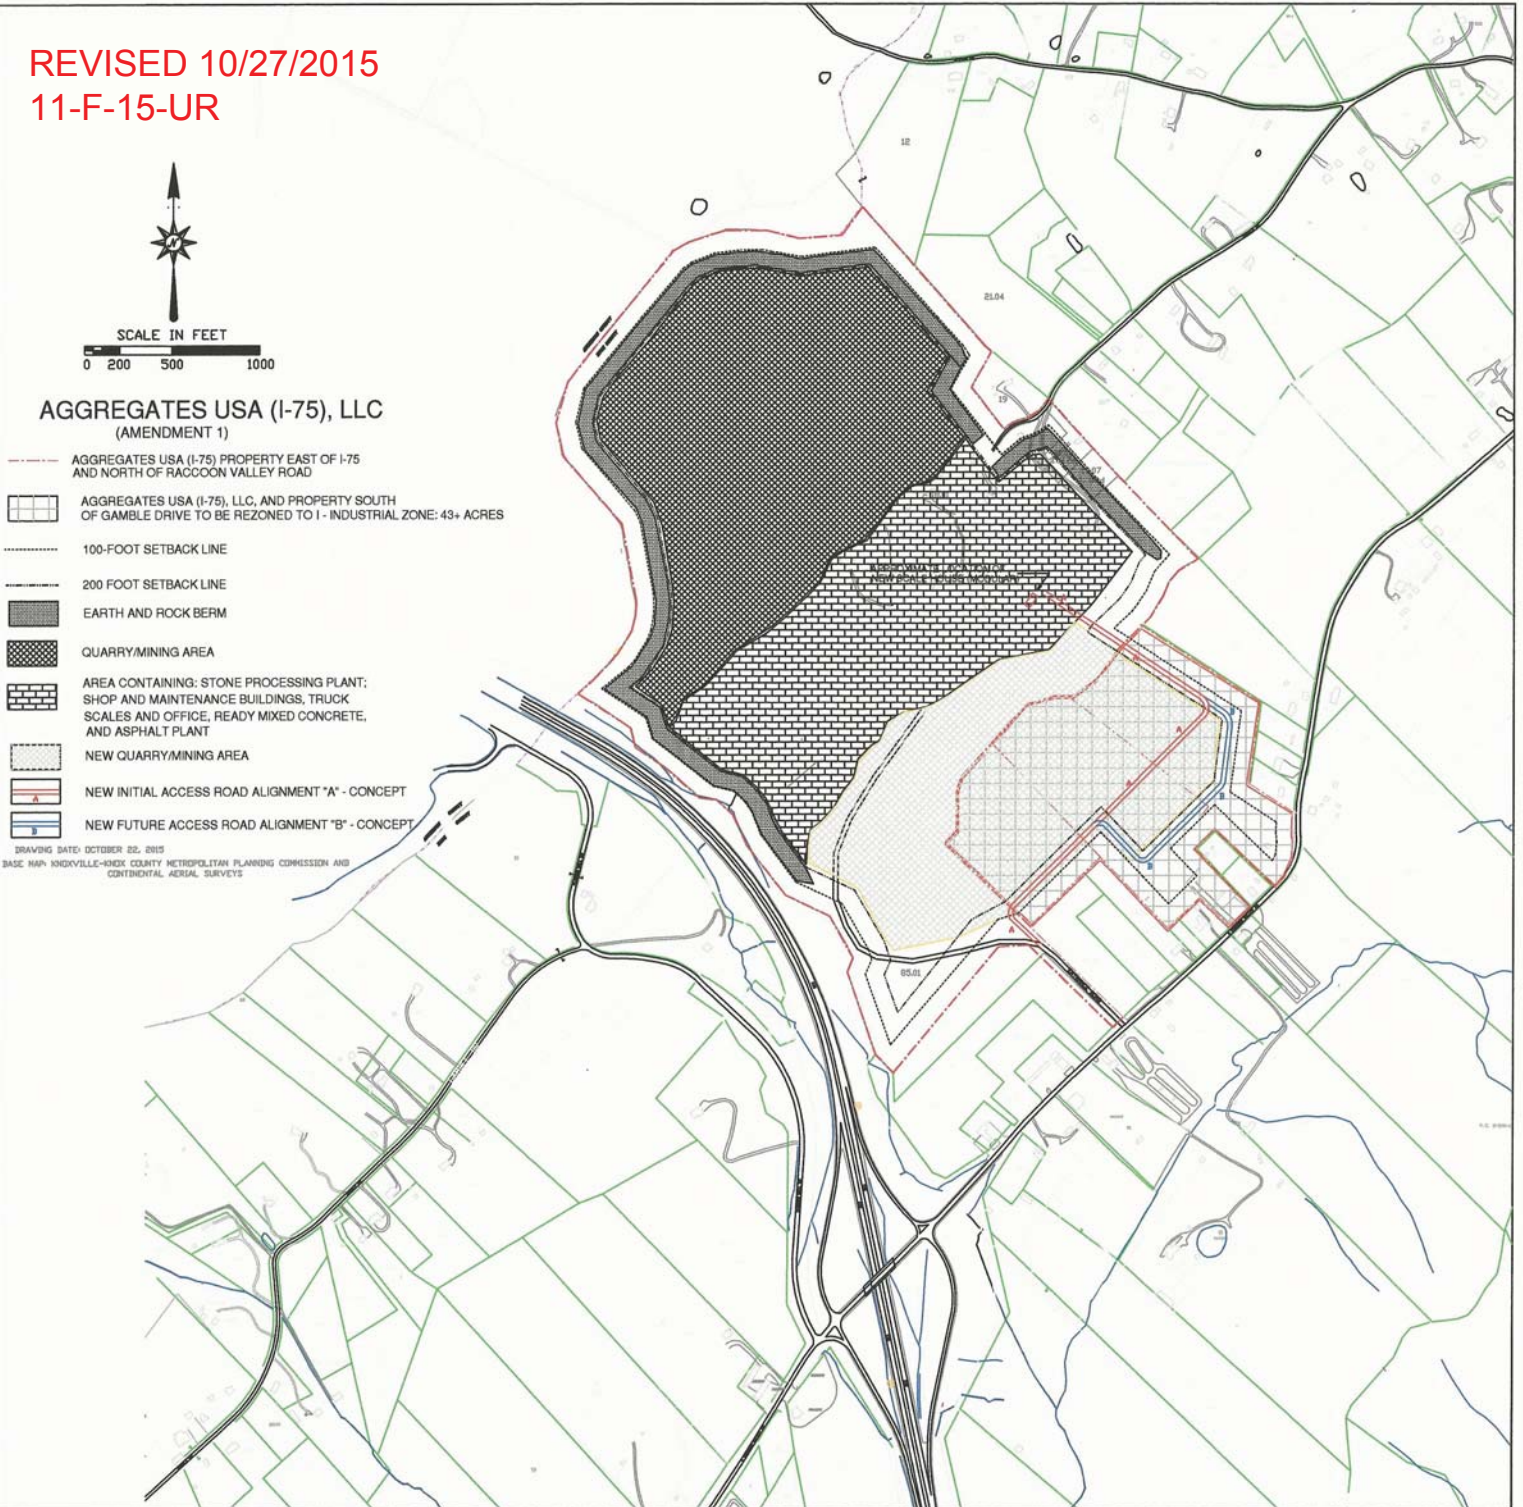 REVISED 10/27/2015
11-F-15-UR
N
SCALE IN FEET
0 200 500 1000
AGGREGATES USA (I-75), LLC
(AMENDMENT 1)
AGGREGATES USA (I-75) PROPERTY EAST OF I-75
AND NORTH OF RACCOON VALLEY ROAD
AGGREGATES USA (I-75), LLC, AND PROPERTY SOUTH
OF GAMBLE DRIVE TO BE REZONED TO I - INDUSTRIAL ZONE: 43+ ACRES
100-FOOT SETBACK LINE
200 FOOT SETBACK LINE
EARTH AND ROCK BERM
QUARRY/MINING AREA
AREA CONTAINING: STONE PROCESSING PLANT;
SHOP AND MAINTENANCE BUILDINGS, TRUCK
SCALES AND OFFICE, READY MIXED CONCRETE,
AND ASPHALT PLANT
NEW QUARRY/MINING AREA
A
NEW INITIAL ACCESS ROAD ALIGNMENT "A" - CONCEPT
B
NEW FUTURE ACCESS ROAD ALIGNMENT "B" - CONCEPT
DRAWING DATE: OCTOBER 22, 2015
BASE MAP: KNOXVILLE-KNOX COUNTY METROPOLITAN PLANNING COMMISSION AND
CONTINENTAL AERIAL SURVEYS
12
21.04
19
APPROXIMATE LOCATION OF
NEW SCALE HOUSE
A
B
A
B
B
A
85.01